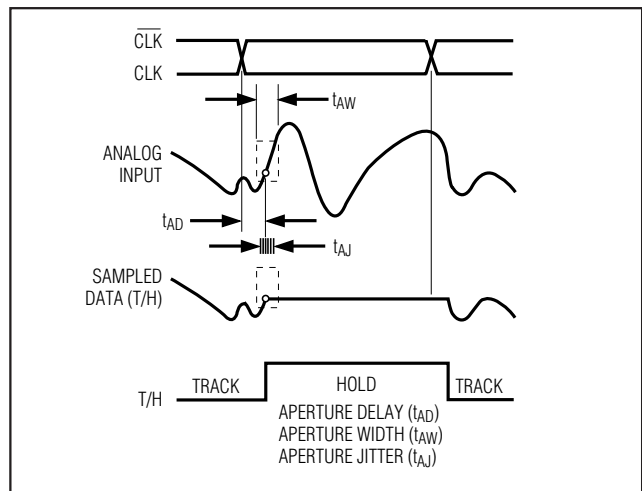 CLK
CLK
tAW
ANALOG
INPUT
tAD
tAJ
SAMPLED
DATA (T/H)
T/H
TRACK
HOLD
TRACK
APERTURE DELAY (tAD)
APERTURE WIDTH (tAW)
APERTURE JITTER (tAJ)